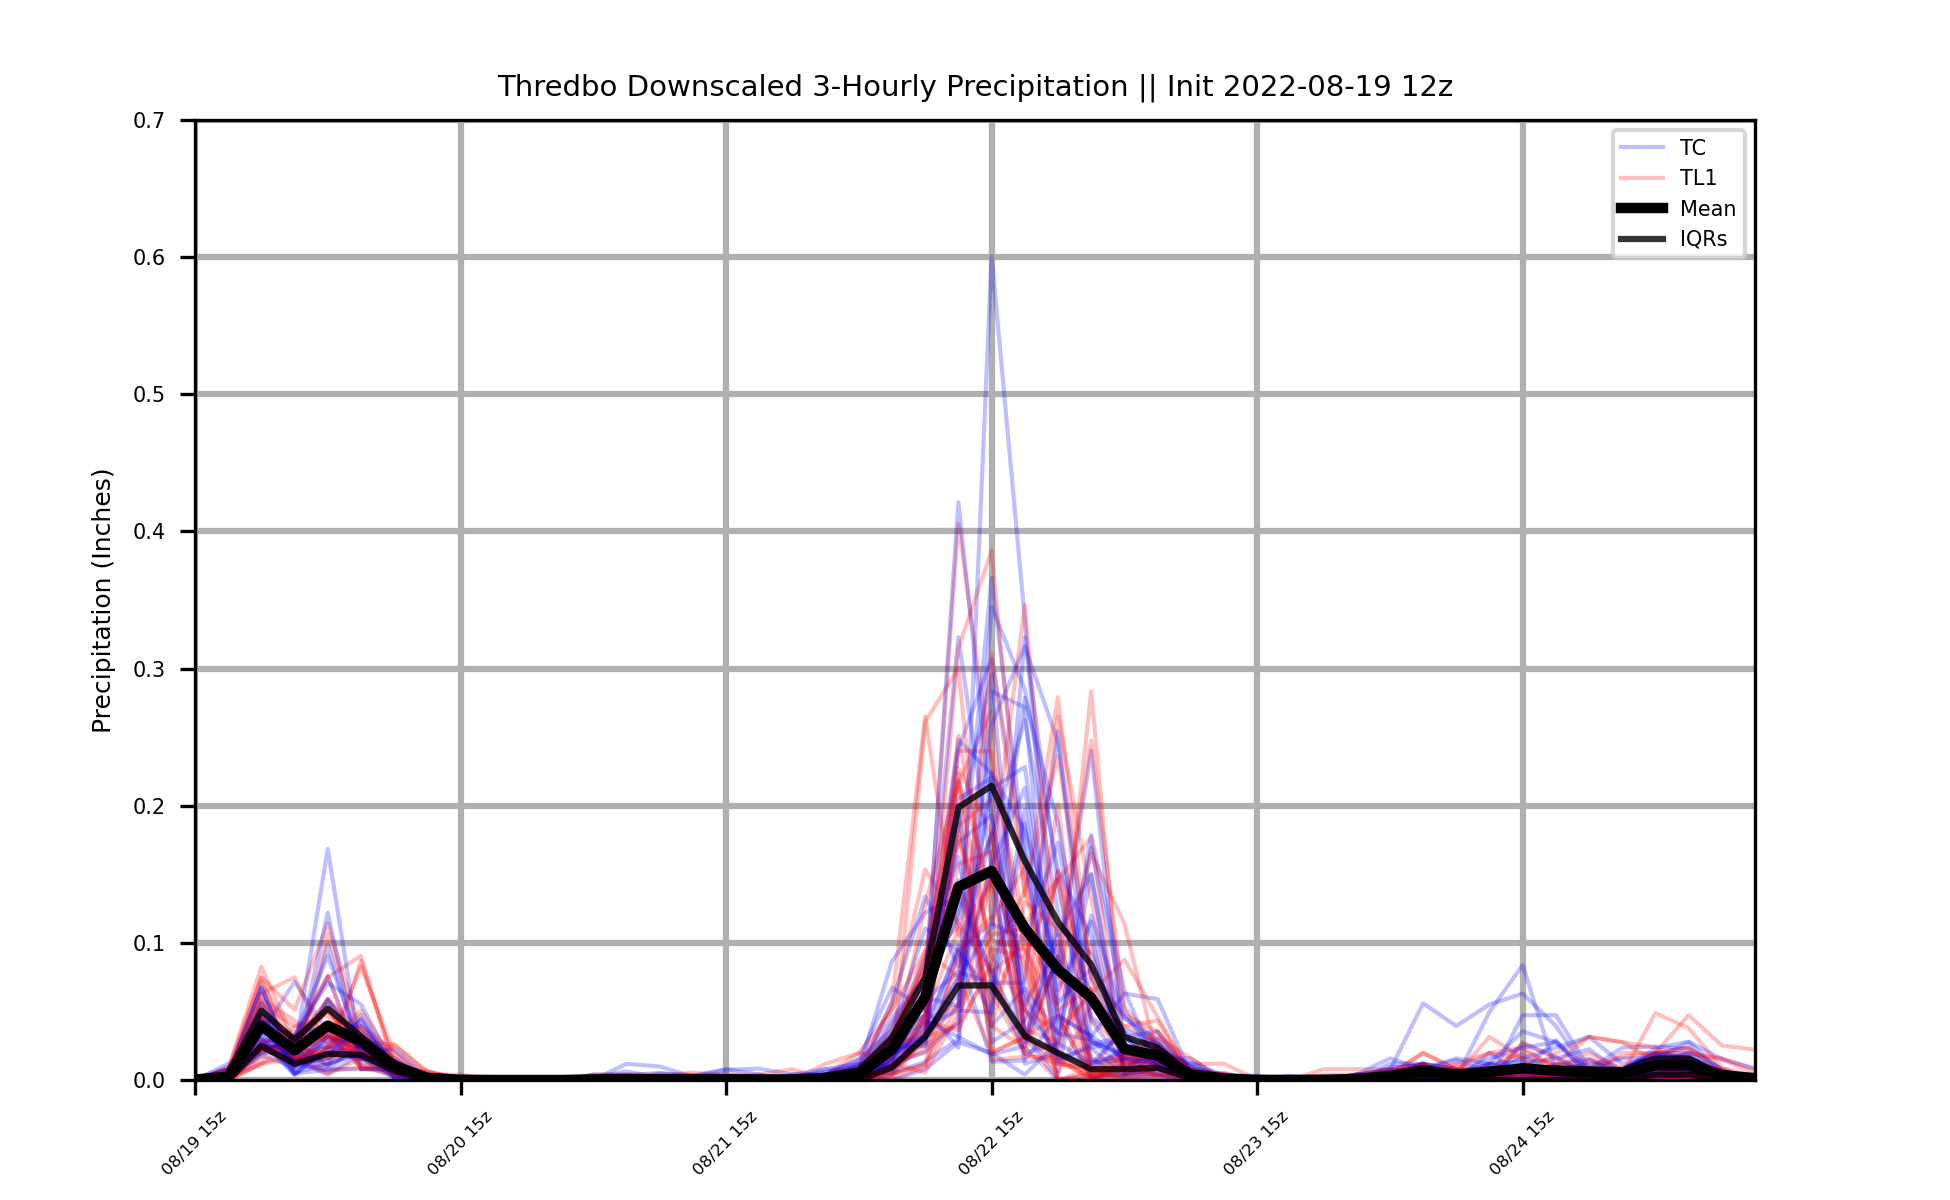 Thredbo Downscaled 3-Hourly Precipitation || Init 2022-08-19 12z
TC
TL1
Mean
IQRs
Precipitation (Inches)
0.7
0.6
0.5
0.4
0.3
0.2
0.1
0.0
08/19 15z
08/20 15z
08/21 15z
08/22 15z
08/23 15z
08/24 15z